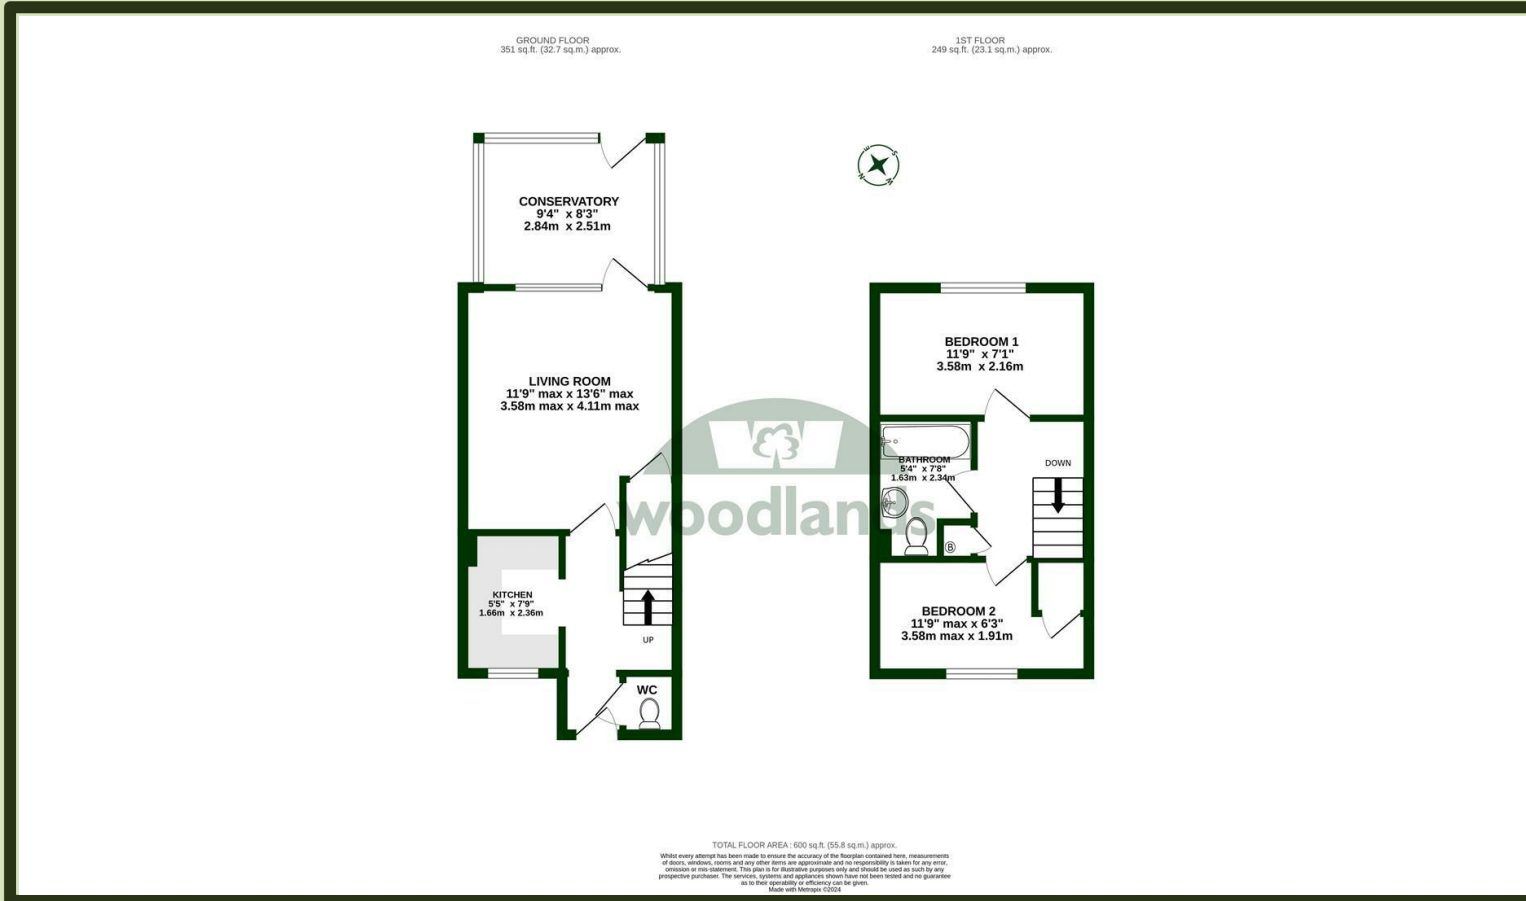 GROUND FLOOR
351 sq.ft. (32.7 sq.m.) approx.
1ST FLOOR
249 sq.ft. (23.1 sq.m.) approx.
CONSERVATORY
9'4" x 8'3"
2.84m x 2.51m
E
S
N
W
LIVING ROOM
11'9" max x 13'6" max
3.58m max x 4.11m max
BEDROOM 1
11'9" x 7'1"
3.58m x 2.16m
woodlands
BATHROOM
5'4" x 7'8"
1.63m x 2.34m
DOWN
B
KITCHEN
5'5" x 7'9"
1.66m x 2.36m
UP
WC
BEDROOM 2
11'9" max x 6'3"
3.58m max x 1.91m
TOTAL FLOOR AREA : 600 sq.ft. (55.8 sq.m.) approx.
Whilst every attempt has been made to ensure the accuracy of the floorplan contained here, measurements
of doors, windows, rooms and any other items are approximate and no responsibility is taken for any error,
omission or mis-statement. This plan is for illustrative purposes only and should be used as such by any
prospective purchaser. The services, systems and appliances shown have not been tested and no guarantee
as to their operability or efficiency can be given.
Made with Metropix ©2024